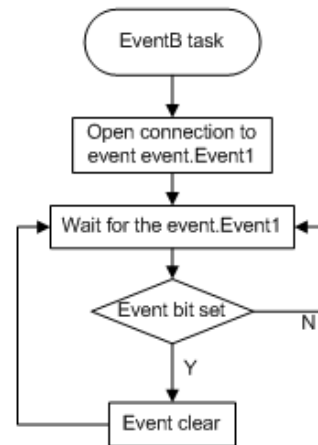 EventB task
Open connection to
event event.Event1
Wait for the event.Event1
Event bit set
N
Y
Event clear